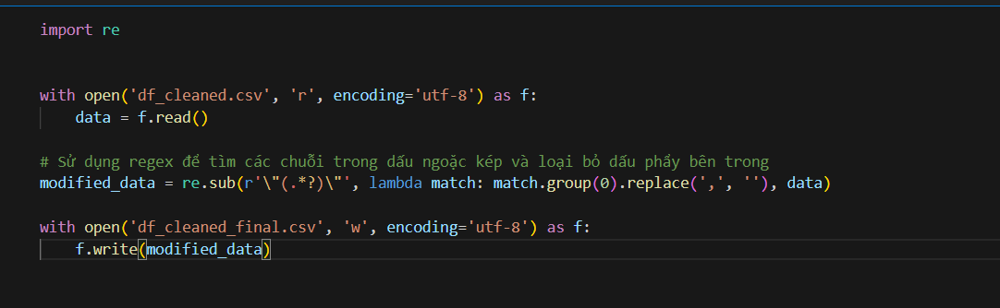 import re
with open('df_cleaned.csv', 'r', encoding='utf-8') as f:
    data = f.read()
# Sử dụng regex để tìm các chuỗi trong dấu ngoặc kép và loại bỏ dấu phẩy bên trong
modified_data = re.sub(r'\"(.*?)\"', lambda match: match.group(0).replace(',', ''), data)
with open('df_cleaned_final.csv', 'w', encoding='utf-8') as f:
    f.write(modified_data)